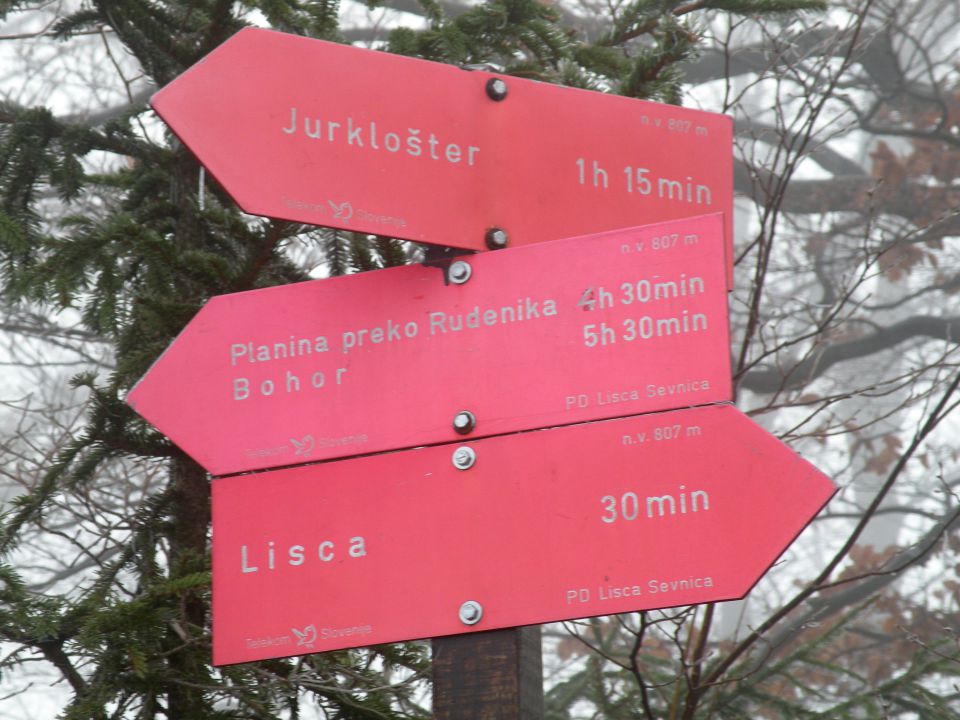 n.v. 807 m
Jurklošter 1h 15min
Telekom Slovenije
n.v. 807 m
Planina preko Rudenika 4h 30min
Bohor 5h 30min
PD Lisca Sevnica
Telekom Slovenije
n.v. 807 m
Lisca 30min
PD Lisca Sevnica
Telekom Slovenije